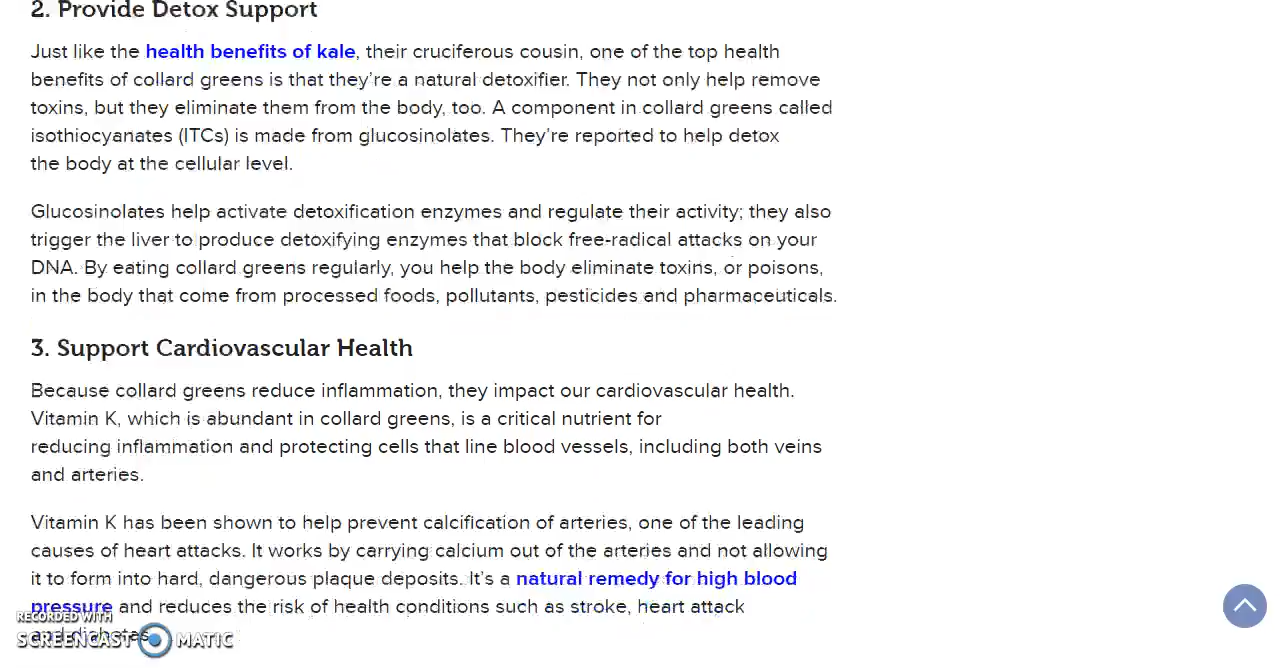 2. Provide Detox Support
Just like the health benefits of kale, their cruciferous cousin, one of the top health
benefits of collard greens is that they're a natural detoxifier. They not only help remove
toxins, but they eliminate them from the body, too. A component in collard greens called
isothiocyanates (ITCs) is made from glucosinolates. They're reported to help detox
the body at the cellular level.
Glucosinolates help activate detoxification enzymes and regulate their activity; they also
trigger the liver to produce detoxifying enzymes that block free-radical attacks on your
DNA. By eating collard greens regularly, you help the body eliminate toxins, or poisons,
in the body that come from processed foods, pollutants, pesticides and pharmaceuticals.
3. Support Cardiovascular Health
Because collard greens reduce inflammation, they impact our cardiovascular health.
Vitamin K, which is abundant in collard greens, is a critical nutrient for
reducing inflammation and protecting cells that line blood vessels, including both veins
and arteries.
Vitamin K has been shown to help prevent calcification of arteries, one of the leading
causes of heart attacks. It works by carrying calcium out of the arteries and not allowing
it to form into hard, dangerous plaque deposits. It's a natural remedy for high blood
pressure and reduces the risk of health conditions such as stroke, heart attack
and diabetes
RECORDED WITH
SCREENCAST MATIC